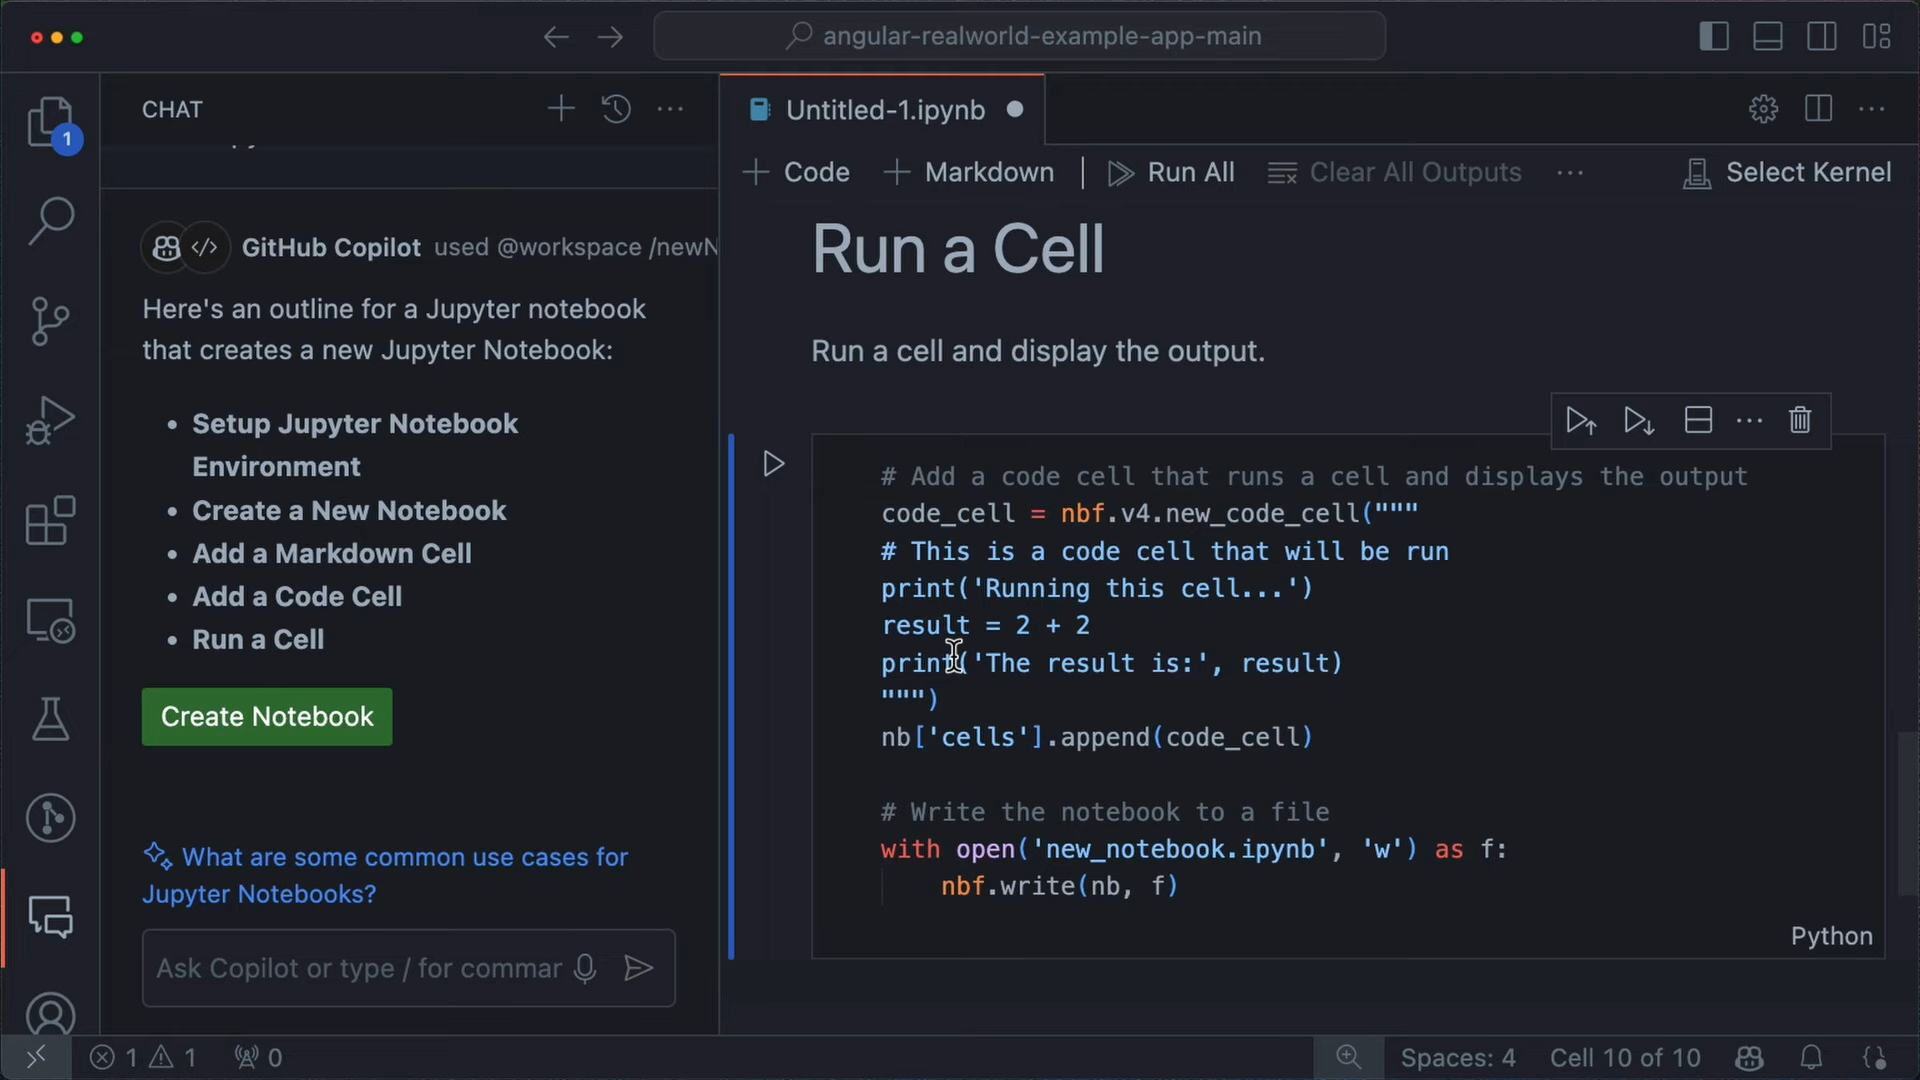 angular-realworld-example-app-main
1
CHAT
GitHub Copilot used @workspace /newN
Here's an outline for a Jupyter notebook
that creates a new Jupyter Notebook:
• Setup Jupyter Notebook
Environment
• Create a New Notebook
• Add a Markdown Cell
• Add a Code Cell
• Run a Cell
Create Notebook
What are some common use cases for
Jupyter Notebooks?
Ask Copilot or type / for commar
Untitled-1.ipynb
Code
Markdown
Run All
Clear All Outputs
Select Kernel
Run a Cell
Run a cell and display the output.
# Add a code cell that runs a cell and displays the output
code_cell = nbf.v4.new_code_cell("""
# This is a code cell that will be run
print('Running this cell...')
result = 2 + 2
print('The result is:', result)
""")
nb['cells'].append(code_cell)
# Write the notebook to a file
with open('new_notebook.ipynb', 'w') as f:
nbf.write(nb, f)
Python
1 1 0
Spaces: 4 Cell 10 of 10